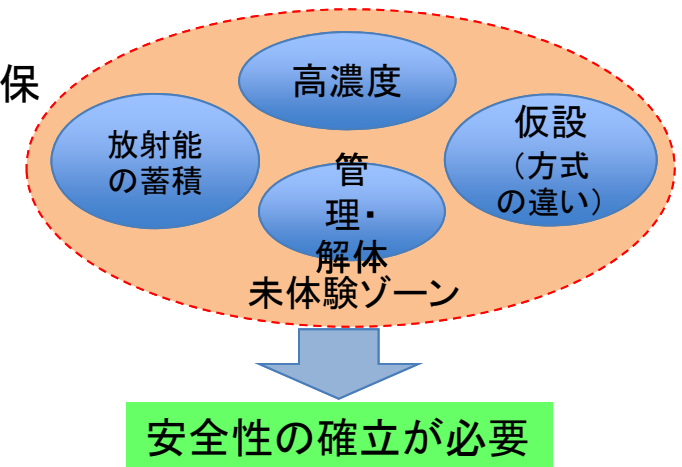 保
高濃度
放射能
の蓄積
仮設
（方式
の違い）
管
理・
解体
未体験ゾーン
安全性の確立が必要